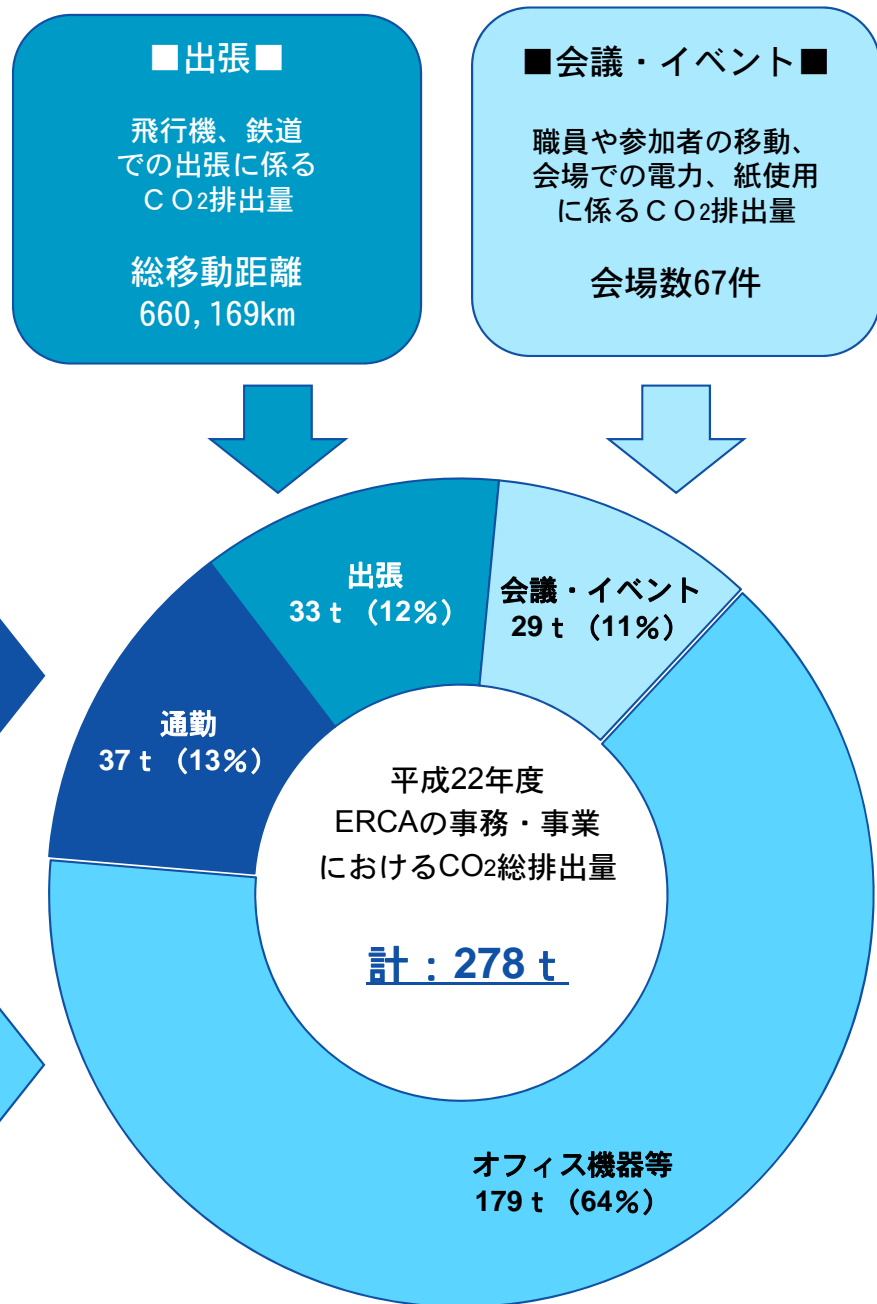 ■出張■
飛行機、鉄道
での出張に係る
ＣＯ2排出量
総移動距離
660,169km
■会議・イベント■
職員や参加者の移動、
会場での電力、紙使用
に係るＣＯ2排出量
会場数67件
出張
33ｔ（12％）
会議・イベント
29ｔ（11％）
通勤
37ｔ（13％）
平成22年度
ERCAの事務・事業
におけるCO2総排出量
計：278ｔ
オフィス機器等
179ｔ（64％）